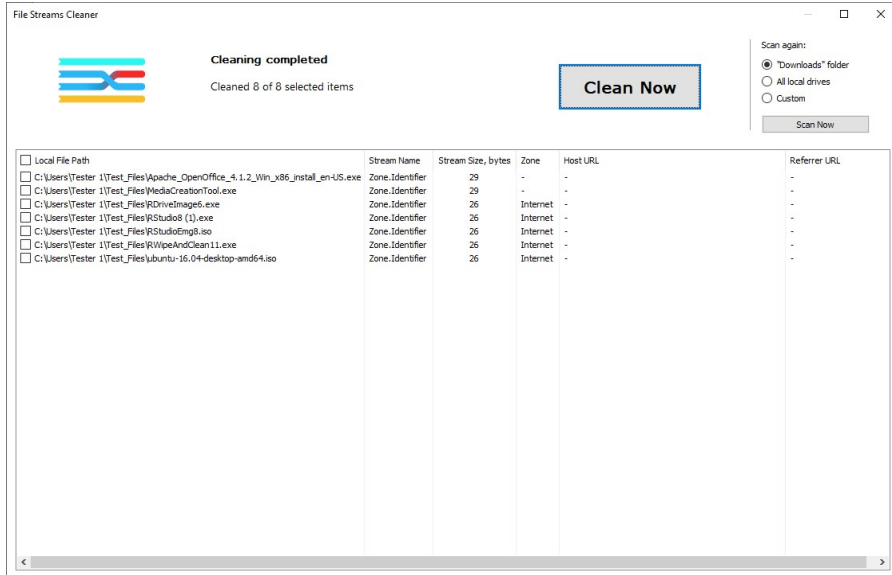 File Streams Cleaner
Cleaning completed
Cleaned 8 of 8 selected items
Clean Now
Scan again:
"Downloads" folder
All local drives
Custom
Scan Now
Local File Path Stream Name Stream Size, bytes Zone Host URL Referrer URL
C:\Users\Tester 1\Test_Files\Apache_OpenOffice_4.1.2_Win_x86_install_en-US.exe Zone.Identifier 29 - - -
C:\Users\Tester 1\Test_Files\MediaCreationTool.exe Zone.Identifier 29 - - -
C:\Users\Tester 1\Test_Files\RDriveImage6.exe Zone.Identifier 26 Internet - -
C:\Users\Tester 1\Test_Files\RStudio8 (1).exe Zone.Identifier 26 Internet - -
C:\Users\Tester 1\Test_Files\RStudioEmg8.iso Zone.Identifier 26 Internet - -
C:\Users\Tester 1\Test_Files\RWipeAndClean11.exe Zone.Identifier 26 Internet - -
C:\Users\Tester 1\Test_Files\ubuntu-16.04-desktop-amd64.iso Zone.Identifier 26 Internet - -